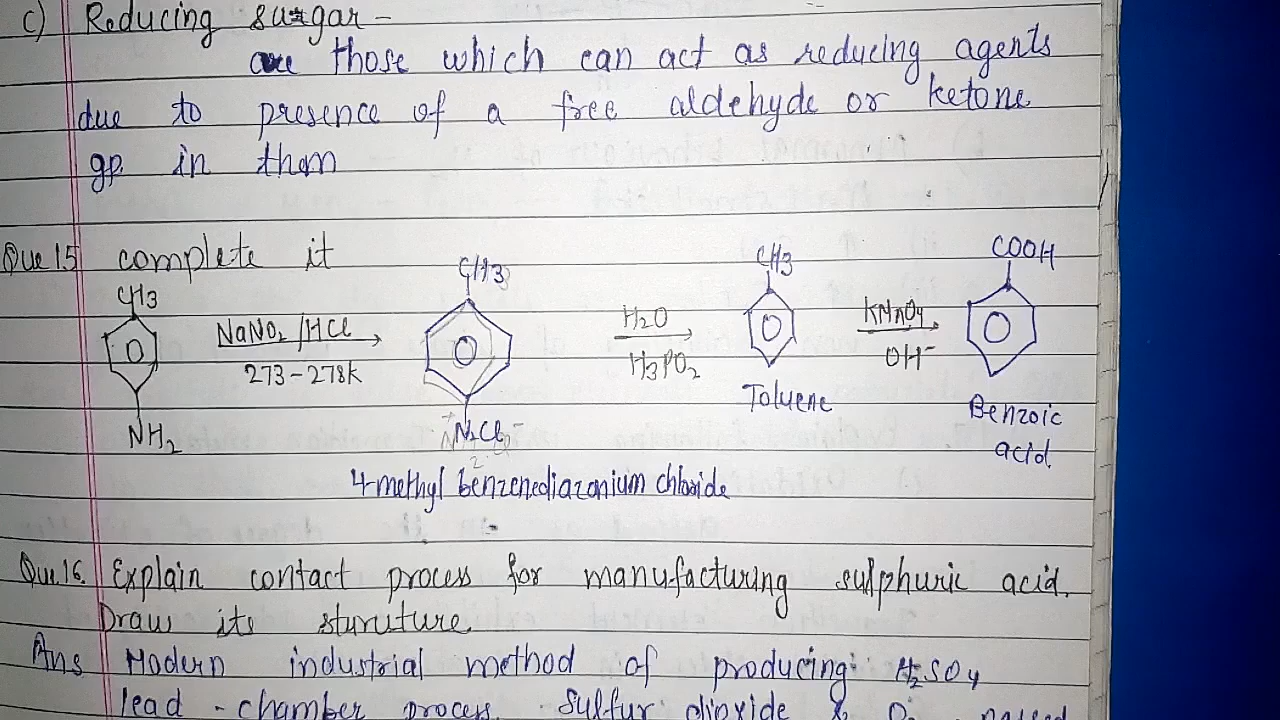 c) Reducing sugar -
are those which can act as reducing agents
due to presence of a free aldehyde or ketone
gp. in them
Que 15 complete it
CH3
NH2
NaNO2 /HCl
273-278k
CH3
N2Cl-
4-methyl benzenediazonium chloride
H2O
H3PO2
CH3
Toluene
KMnO4
OH-
COOH
Benzoic
acid.
Que 16. Explain contact process for manufacturing sulphuric acid.
Draw its sturuture
Ans Modern industrial method of producing H2SO4
lead - chamber process. Sulfur dioxide &